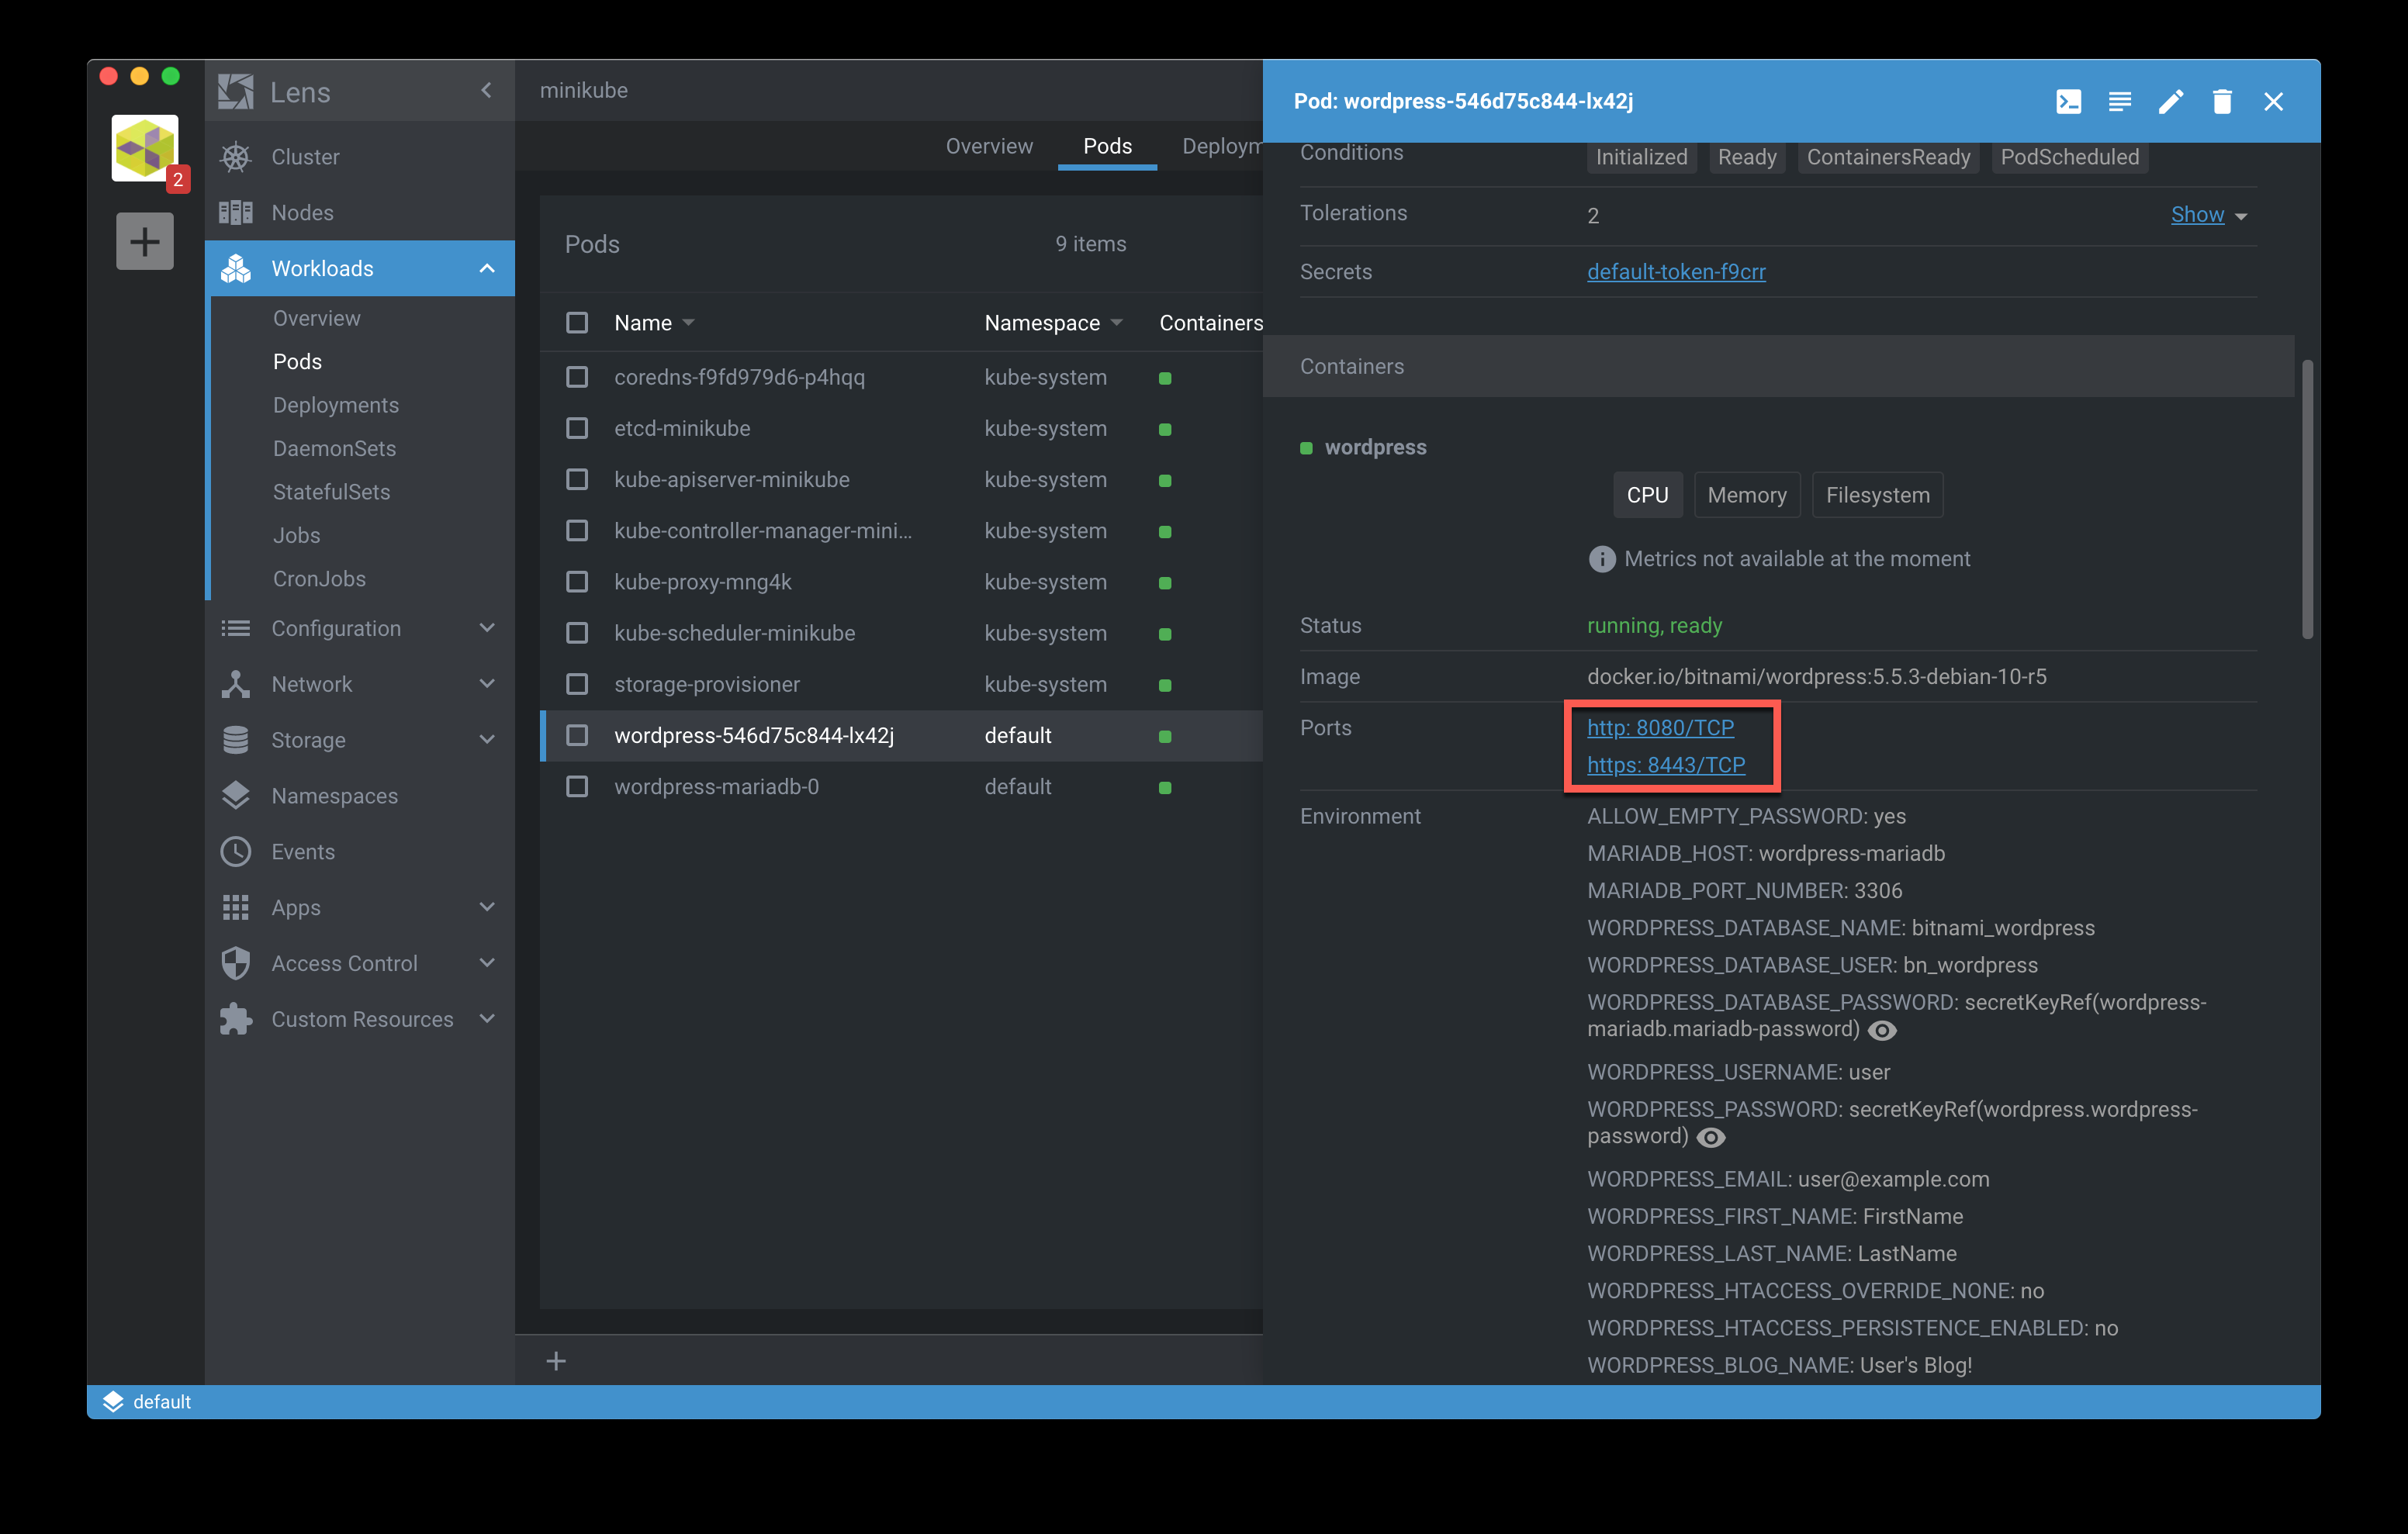 2
Lens
Cluster
Nodes
Workloads
Overview
Pods
Deployments
DaemonSets
StatefulSets
Jobs
CronJobs
Configuration
Network
Storage
Namespaces
Events
Apps
Access Control
Custom Resources
minikube
Overview Pods Deploym
Pods 9 items
Name Namespace Containers
coredns-f9fd979d6-p4hqq kube-system
etcd-minikube kube-system
kube-apiserver-minikube kube-system
kube-controller-manager-mini... kube-system
kube-proxy-mng4k kube-system
kube-scheduler-minikube kube-system
storage-provisioner kube-system
wordpress-546d75c844-lx42j default
wordpress-mariadb-0 default
Pod: wordpress-546d75c844-lx42j
Conditions Initialized Ready ContainersReady PodScheduled
Tolerations 2 Show
Secrets default-token-f9crr
Containers
wordpress
CPU Memory Filesystem
Metrics not available at the moment
Status running, ready
Image docker.io/bitnami/wordpress:5.5.3-debian-10-r5
Ports http: 8080/TCP
https: 8443/TCP
Environment ALLOW_EMPTY_PASSWORD: yes
MARIADB_HOST: wordpress-mariadb
MARIADB_PORT_NUMBER: 3306
WORDPRESS_DATABASE_NAME: bitnami_wordpress
WORDPRESS_DATABASE_USER: bn_wordpress
WORDPRESS_DATABASE_PASSWORD: secretKeyRef(wordpress-
mariadb.mariadb-password)
WORDPRESS_USERNAME: user
WORDPRESS_PASSWORD: secretKeyRef(wordpress.wordpress-
password)
WORDPRESS_EMAIL: user@example.com
WORDPRESS_FIRST_NAME: FirstName
WORDPRESS_LAST_NAME: LastName
WORDPRESS_HTACCESS_OVERRIDE_NONE: no
WORDPRESS_HTACCESS_PERSISTENCE_ENABLED: no
WORDPRESS_BLOG_NAME: User's Blog!
default